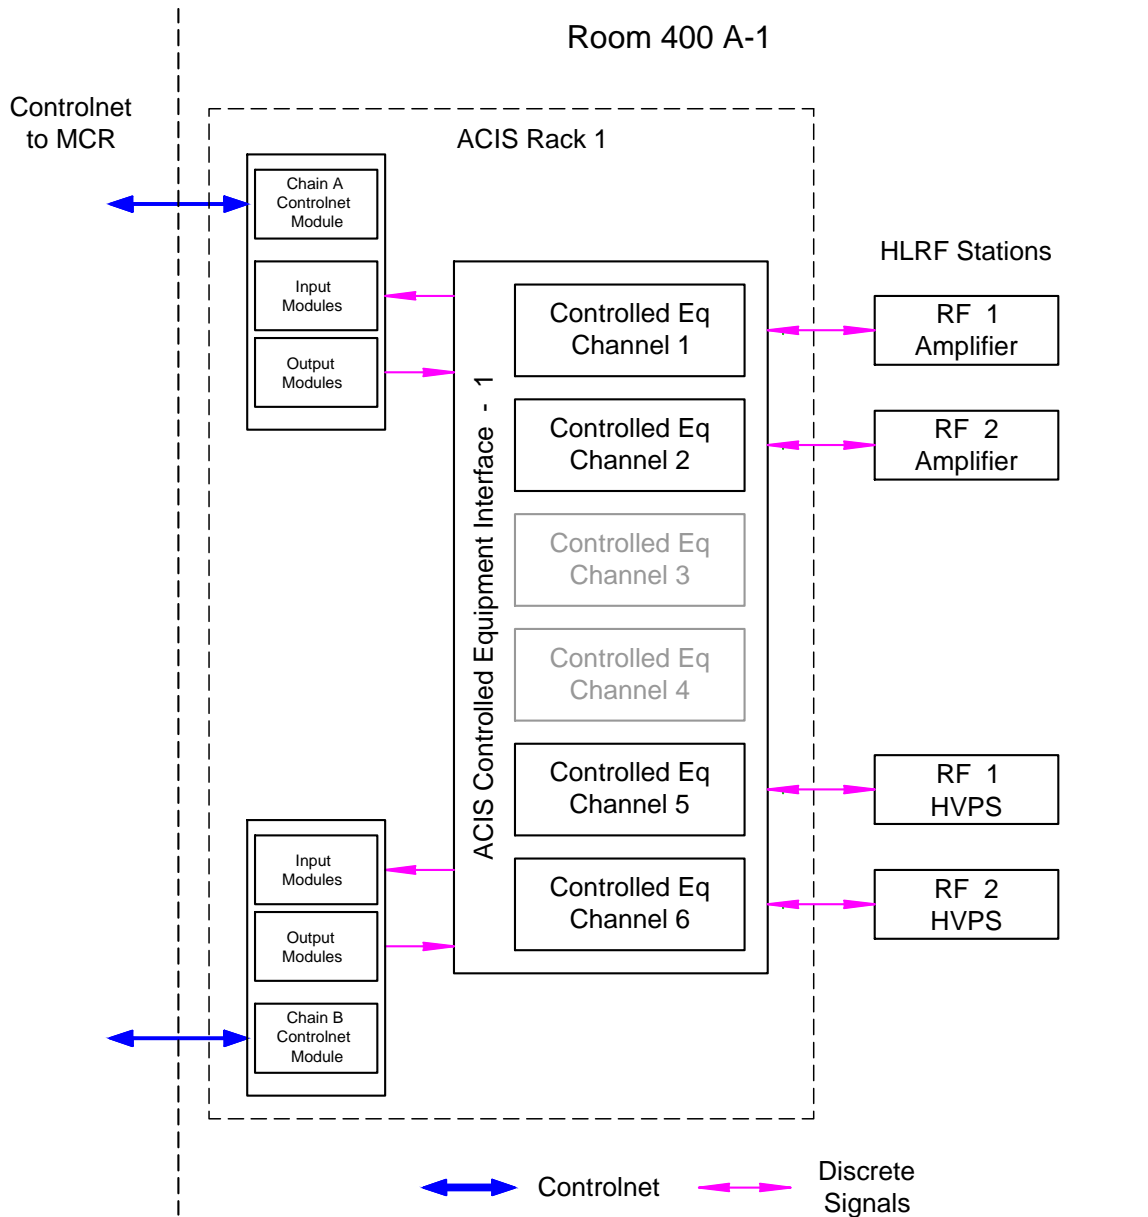 Room 400 A-1
Controlnet
to MCR
ACIS Rack 1
Chain A
Controlnet
Module
Input
Modules
Output
Modules
ACIS Controlled Equipment Interface - 1
Controlled Eq
Channel 1
Controlled Eq
Channel 2
Controlled Eq
Channel 3
Controlled Eq
Channel 4
Controlled Eq
Channel 5
Controlled Eq
Channel 6
HLRF Stations
RF 1
Amplifier
RF 2
Amplifier
RF 1
HVPS
RF 2
HVPS
Input
Modules
Output
Modules
Chain B
Controlnet
Module
Controlnet
Discrete
Signals